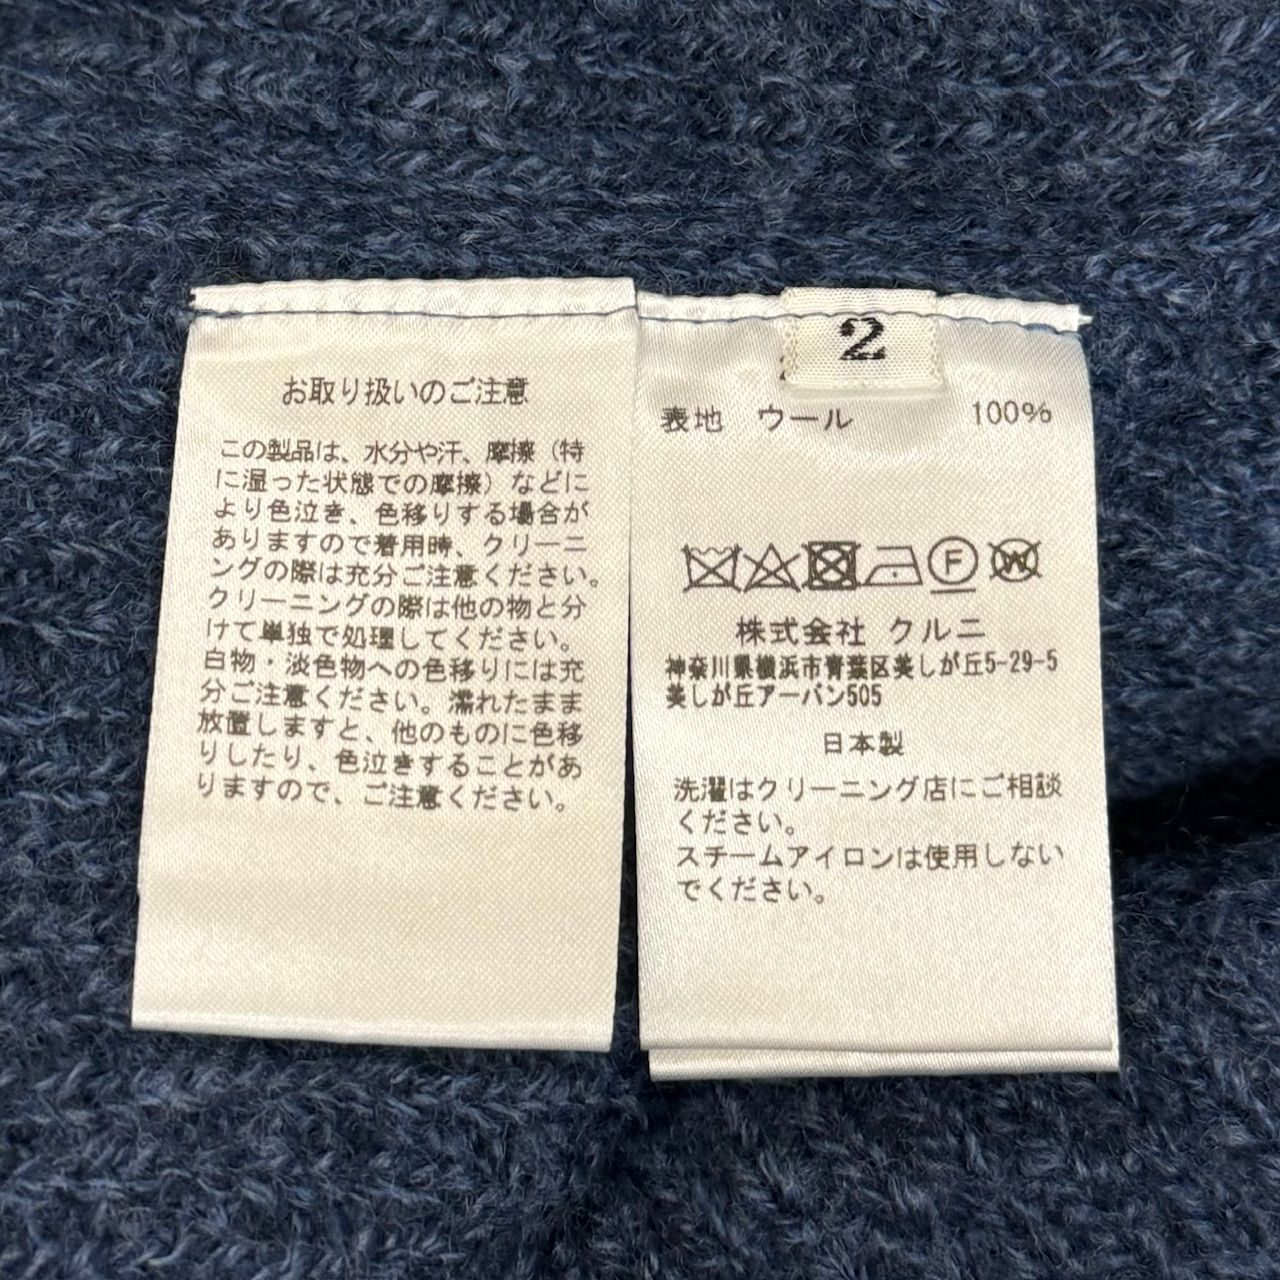 お取り扱いのご注意
この製品は、水分や汗、摩擦（特
に湿った状態での摩擦）などに
より色泣き、色移りする場合が
ありますので着用時、クリーニ
ングの際は充分ご注意ください。
クリーニングの際は他の物と分
けて単独で処理してください。
白物・淡色物への色移りには充
分ご注意ください。濡れたまま
放置しますと、他のものに色移
りしたり、色泣きすることがあ
りますので、ご注意ください。
2
表地 ウール 100%
F W
株式会社 クルニ
神奈川県横浜市青葉区美しが丘5-29-5
美しが丘アーバン505
日本製
洗濯はクリーニング店にご相談
ください。
スチームアイロンは使用しない
でください。